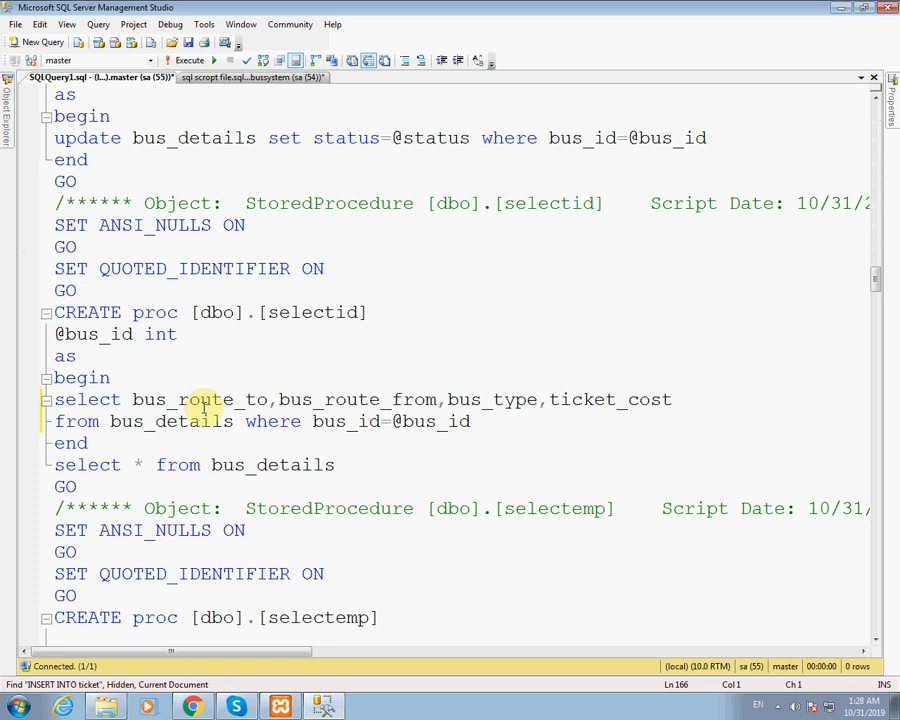 Microsoft SQL Server Management Studio
File Edit View Query Project Debug Tools Window Community Help
New Query
master Execute
SQLQuery1.sql - (l...).master (sa (55))* sql scropt file.sql...bussystem (sa (54))*
Object Explorer
Properties
as
begin
update bus_details set status=@status where bus_id=@bus_id
end
GO
/****** Object: StoredProcedure [dbo].[selectid] Script Date: 10/31/2
SET ANSI_NULLS ON
GO
SET QUOTED_IDENTIFIER ON
GO
CREATE proc [dbo].[selectid]
@bus_id int
as
begin
select bus_route_to,bus_route_from,bus_type,ticket_cost
from bus_details where bus_id=@bus_id
end
select * from bus_details
GO
/****** Object: StoredProcedure [dbo].[selectemp] Script Date: 10/31/
SET ANSI_NULLS ON
GO
SET QUOTED_IDENTIFIER ON
GO
CREATE proc [dbo].[selectemp]
Connected. (1/1) (local) (10.0 RTM) sa (55) master 00:00:00 0 rows
Find "INSERT INTO ticket", Hidden, Current Document Ln 166 Col 1 Ch 1 INS
EN 1:28 AM
10/31/2019